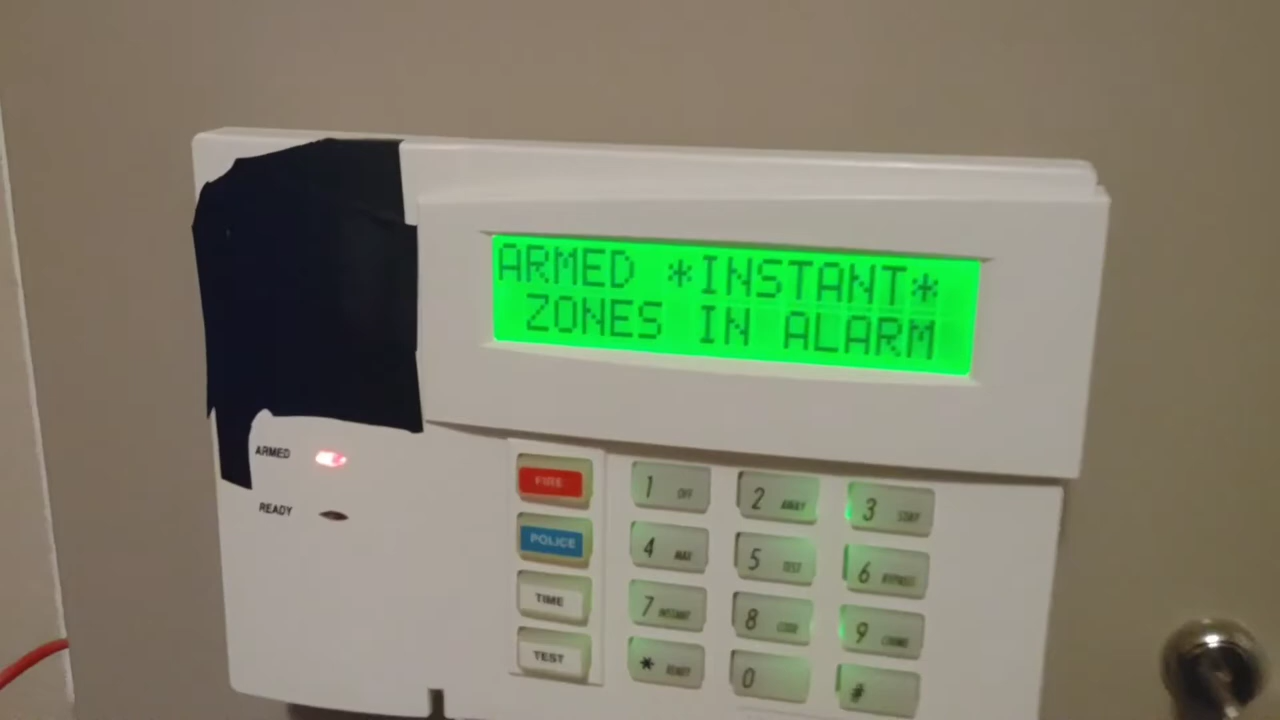 ARMED *INSTANT*
ZONES IN ALARM
ARMED
READY
FIRE
1 OFF
2 AWAY
3 STAY
POLICE
4 MAX
5 TEST
6 BYPASS
TIME
7 INSTANT
8 CODE
9 CHIME
TEST
* READY
0
#